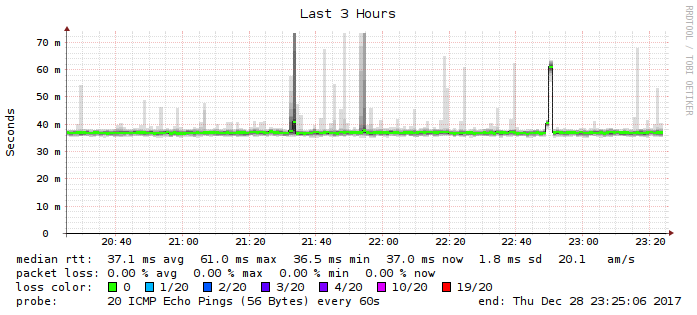 Last 3 Hours
RRDTOOL / TOBI OETIKER
Seconds
70 m
60 m
50 m
40 m
30 m
20 m
10 m
0
20:40 21:00 21:20 21:40 22:00 22:20 22:40 23:00 23:20
median rtt: 37.1 ms avg 61.0 ms max 36.5 ms min 37.0 ms now 1.8 ms sd 20.1 am/s
packet loss: 0.00 % avg 0.00 % max 0.00 % min 0.00 % now
loss color: 0 1/20 2/20 3/20 4/20 10/20 19/20
probe: 20 ICMP Echo Pings (56 Bytes) every 60s end: Thu Dec 28 23:25:06 2017